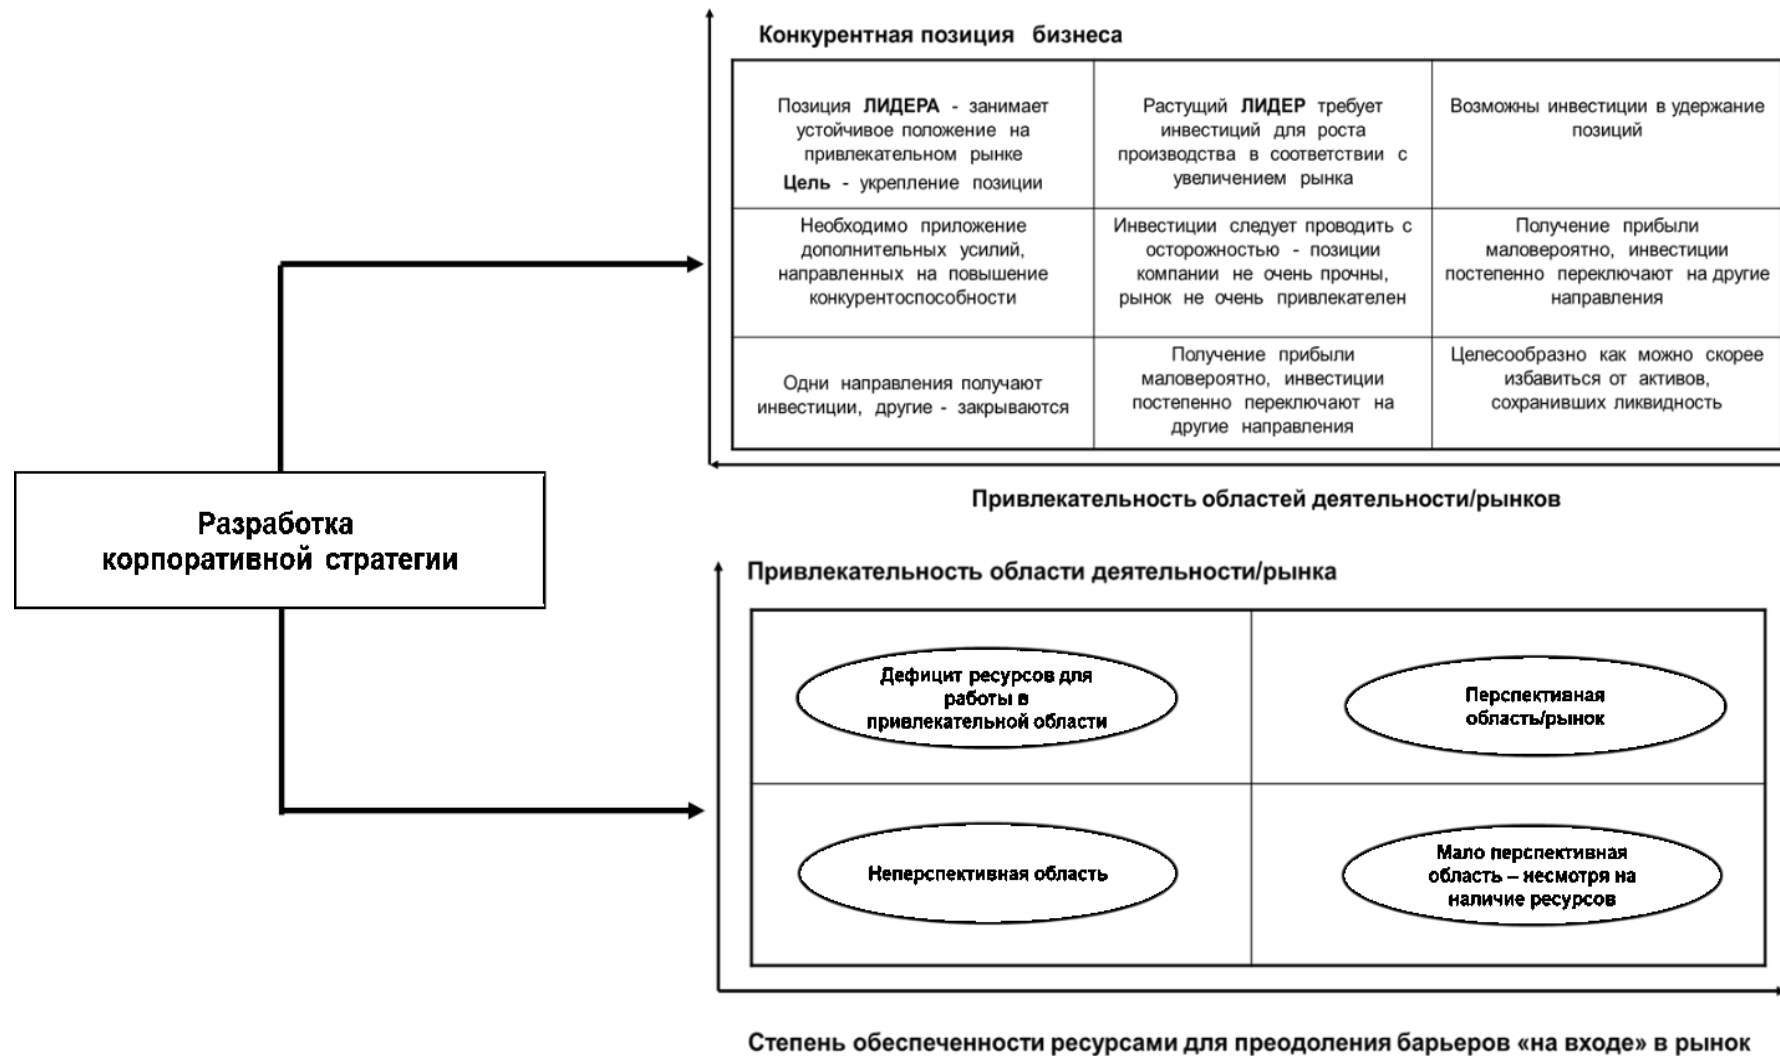 Конкурентная позиция бизнеса
Позиция ЛИДЕРА - занимает
устойчивое положение на
привлекательном рынке
Цель - укрепление позиции
Растущий ЛИДЕР требует
инвестиций для роста
производства в соответствии с
увеличением рынка
Возможны инвестиции в удержание
позиций
Необходимо приложение
дополнительных усилий,
направленных на повышение
конкурентоспособности
Инвестиции следует проводить с
осторожностью - позиции
компании не очень прочны,
рынок не очень привлекателен
Получение прибыли
маловероятно, инвестиции
постепенно переключают на другие
направления
Одни направления получают
инвестиции, другие - закрываются
Получение прибыли
маловероятно, инвестиции
постепенно переключают на
другие направления
Целесообразно как можно скорее
избавиться от активов,
сохранивших ликвидность
Привлекательность областей деятельности/рынков
Разработка
корпоративной стратегии
Привлекательность области деятельности/рынка
Дефицит ресурсов для
работы в
привлекательной области
Перспективная
область/рынок
Неперспективная область
Мало перспективная
область – несмотря на
наличие ресурсов
Степень обеспеченности ресурсами для преодоления барьеров «на входе» в рынок